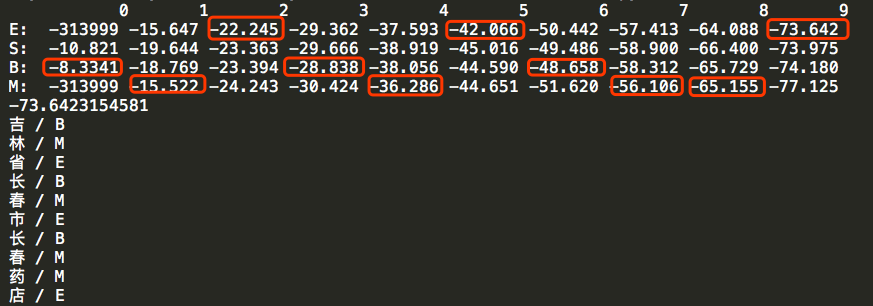 0 1 2 3 4 5 6 7 8 9
E: -313999 -15.647 -22.245 -29.362 -37.593 -42.066 -50.442 -57.413 -64.088 -73.642
S: -10.821 -19.644 -23.363 -29.666 -38.919 -45.016 -49.486 -58.900 -66.400 -73.975
B: -8.3341 -18.769 -23.394 -28.838 -38.056 -44.590 -48.658 -58.312 -65.729 -74.180
M: -313999 -15.522 -24.243 -30.424 -36.286 -44.651 -51.620 -56.106 -65.155 -77.125
-73.6423154581
吉 / B
林 / M
省 / E
长 / B
春 / M
市 / E
长 / B
春 / M
药 / M
店 / E